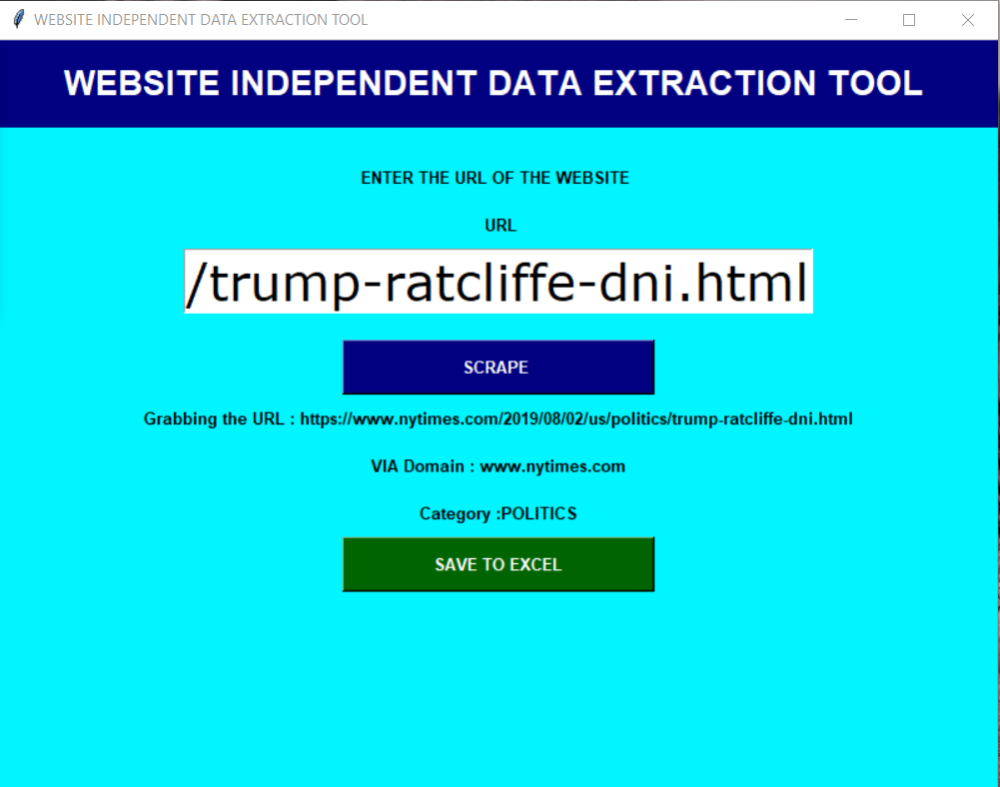 WEBSITE INDEPENDENT DATA EXTRACTION TOOL
WEBSITE INDEPENDENT DATA EXTRACTION TOOL
ENTER THE URL OF THE WEBSITE
URL
/trump-ratcliffe-dni.html
SCRAPE
Grabbing the URL : https://www.nytimes.com/2019/08/02/us/politics/trump-ratcliffe-dni.html
VIA Domain : www.nytimes.com
Category :POLITICS
SAVE TO EXCEL